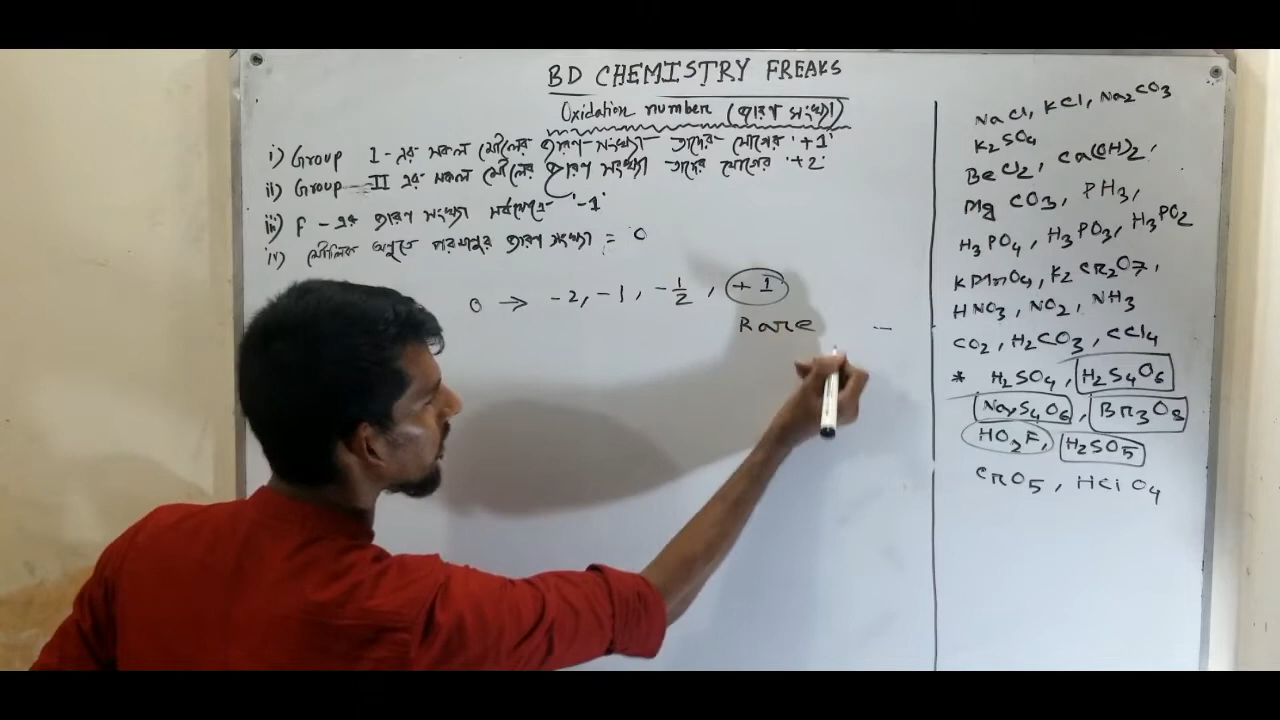 BD CHEMISTRY FREAKS
Oxidation number (জারণ সংখ্যা)
i) Group I-এর সকল মৌলের জারণ সংখ্যা তাদের যৌগের '+1'
ii) Group II এর সকল মৌলের জারণ সংখ্যা তাদের যৌগের '+2'
iii) F-এর জারণ সংখ্যা সর্বক্ষেত্রে '-1'
iv) মৌলিক অনুতে পরমানুর জারণ সংখ্যা = 0
0 → -2, -1, -1/2, +1
Rare
NaCl, KCl, Na2CO3
K2SO4
BeCl2, Ca(OH)2,
Mg CO3, PH3,
H3PO4, H3PO3, H3PO2
KMnO4, K2CR2O7,
HNO3, NO2, NH3
CO2, H2CO3, CCl4
* H2SO4, H2S4O6
Na2S4O6, BR3O8
HO2F, H2SO5
CRO5, HClO4